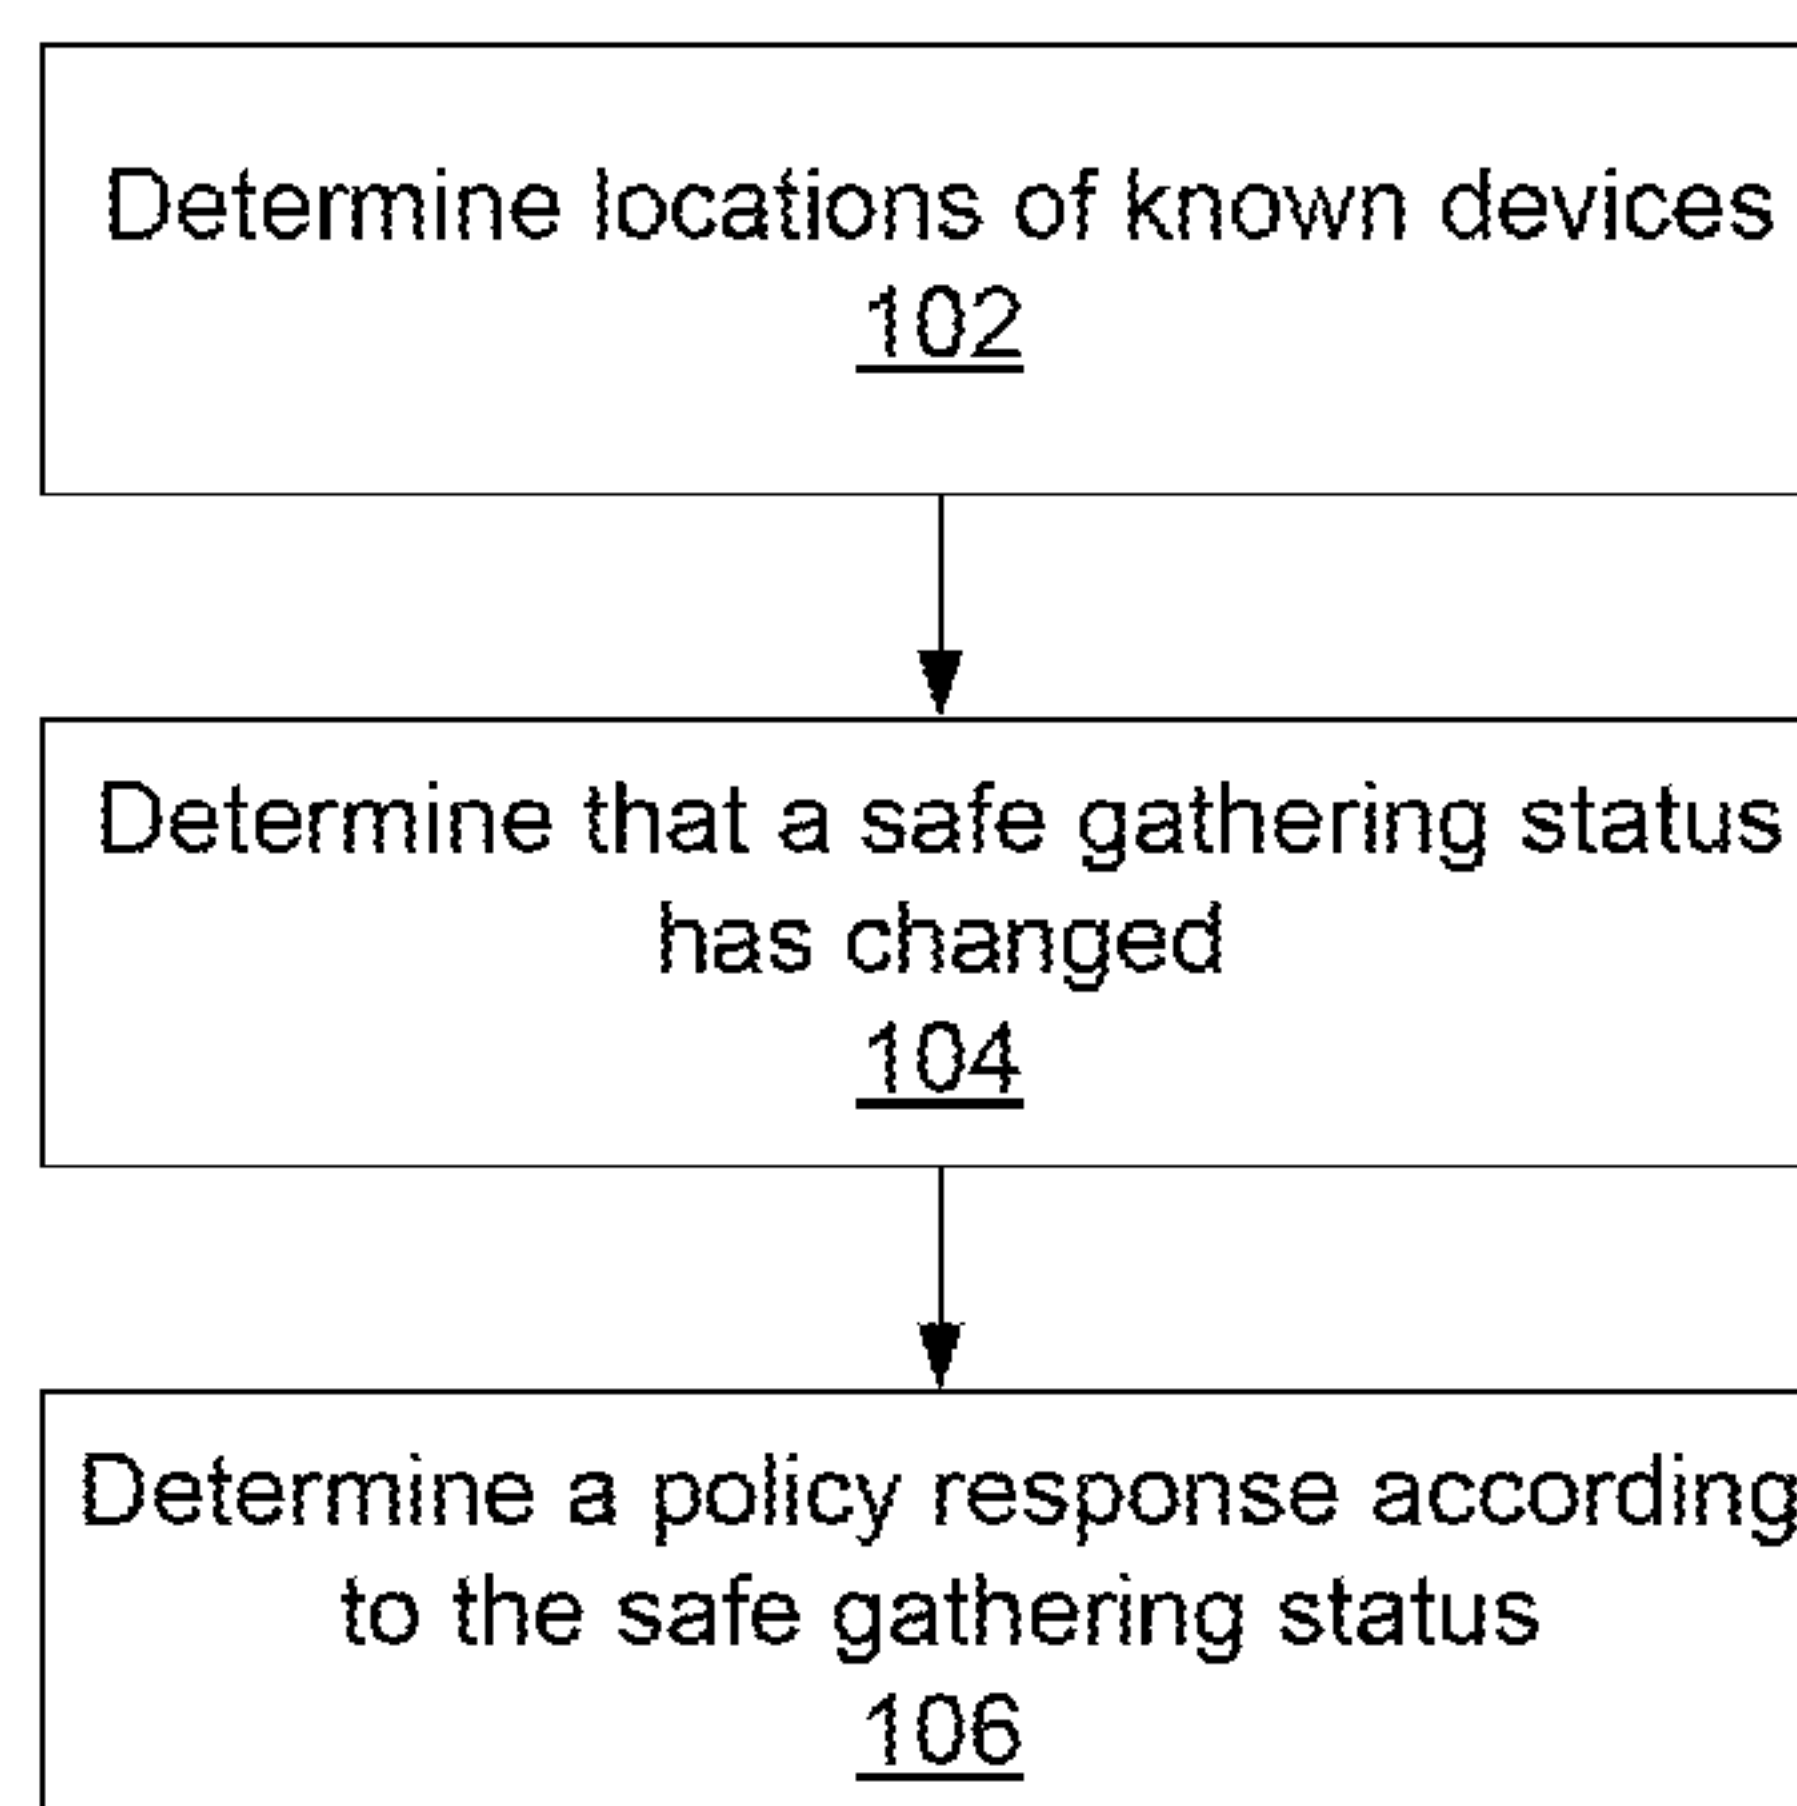 Determine locations of known devices
102
Determine that a safe gathering status
has changed
104
Determine a policy response according
to the safe gathering status
106